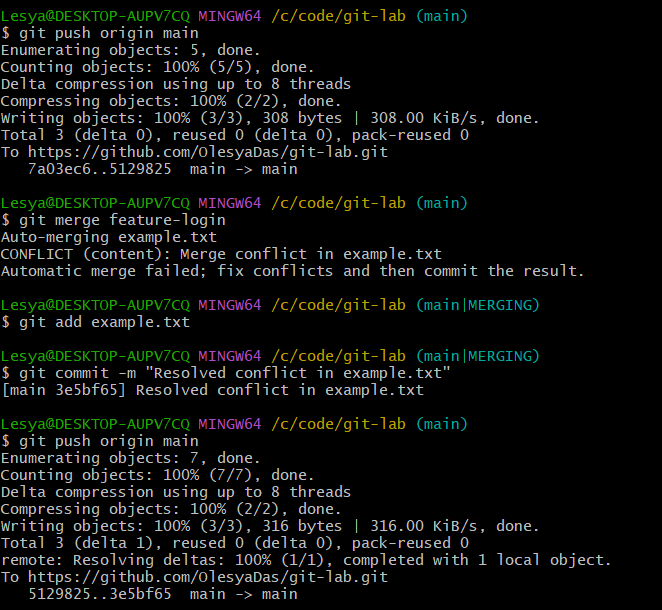 Lesya@DESKTOP-AUPV7CQ MINGW64 /c/code/git-lab (main)
$ git push origin main
Enumerating objects: 5, done.
Counting objects: 100% (5/5), done.
Delta compression using up to 8 threads
Compressing objects: 100% (2/2), done.
Writing objects: 100% (3/3), 308 bytes | 308.00 KiB/s, done.
Total 3 (delta 0), reused 0 (delta 0), pack-reused 0
To https://github.com/OlesyaDas/git-lab.git
   7a03ec6..5129825  main -> main

Lesya@DESKTOP-AUPV7CQ MINGW64 /c/code/git-lab (main)
$ git merge feature-login
Auto-merging example.txt
CONFLICT (content): Merge conflict in example.txt
Automatic merge failed; fix conflicts and then commit the result.

Lesya@DESKTOP-AUPV7CQ MINGW64 /c/code/git-lab (main|MERGING)
$ git add example.txt

Lesya@DESKTOP-AUPV7CQ MINGW64 /c/code/git-lab (main|MERGING)
$ git commit -m "Resolved conflict in example.txt"
[main 3e5bf65] Resolved conflict in example.txt

Lesya@DESKTOP-AUPV7CQ MINGW64 /c/code/git-lab (main)
$ git push origin main
Enumerating objects: 7, done.
Counting objects: 100% (7/7), done.
Delta compression using up to 8 threads
Compressing objects: 100% (2/2), done.
Writing objects: 100% (3/3), 316 bytes | 316.00 KiB/s, done.
Total 3 (delta 1), reused 0 (delta 0), pack-reused 0
remote: Resolving deltas: 100% (1/1), completed with 1 local object.
To https://github.com/OlesyaDas/git-lab.git
   5129825..3e5bf65  main -> main